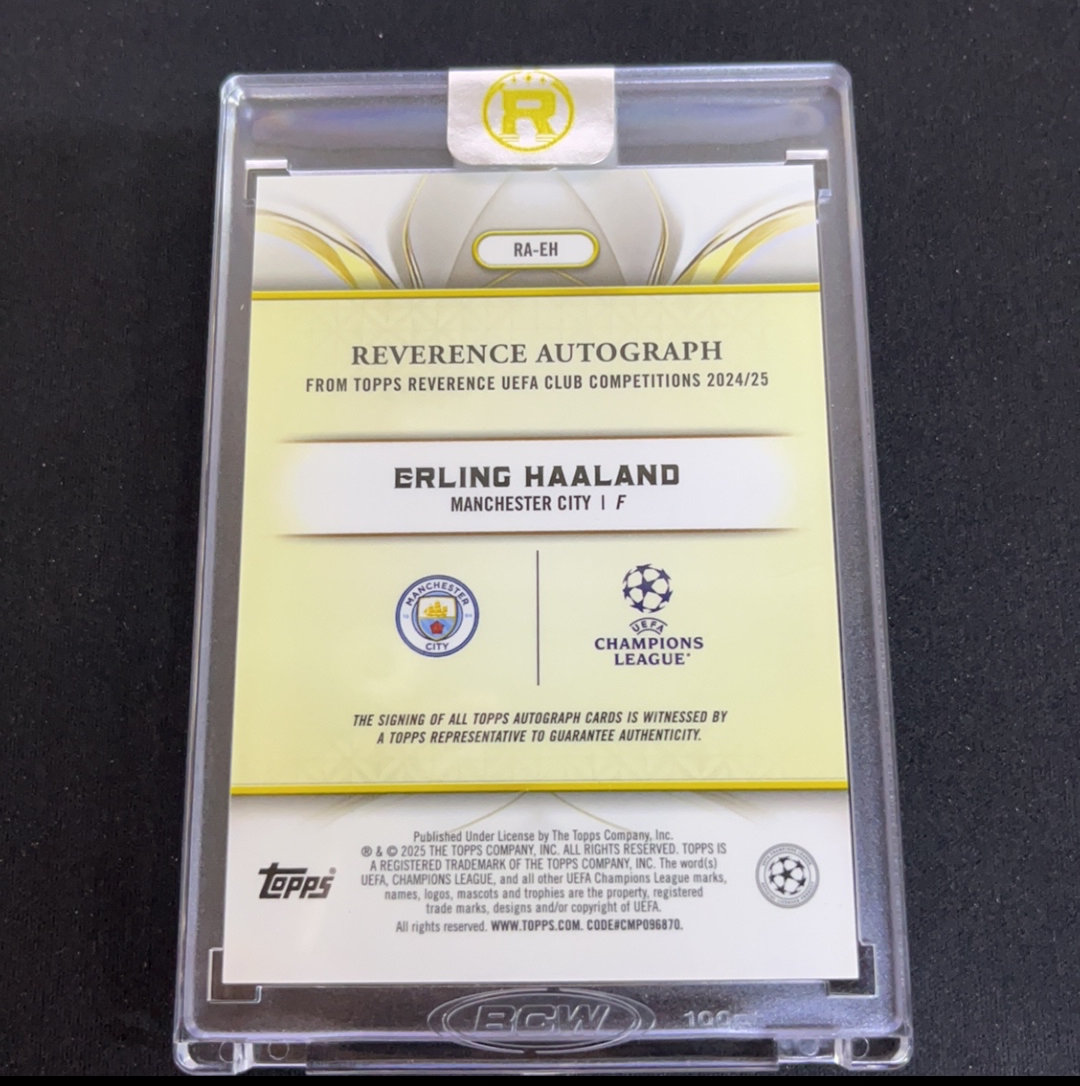 R
RA-EH
REVERENCE AUTOGRAPH
FROM TOPPS REVERENCE UEFA CLUB COMPETITIONS 2024/25
ERLING HAALAND
MANCHESTER CITY | F
MANCHESTER
CITY
UEFA
CHAMPIONS
LEAGUE®
THE SIGNING OF ALL TOPPS AUTOGRAPH CARDS IS WITNESSED BY
A TOPPS REPRESENTATIVE TO GUARANTEE AUTHENTICITY.
Published Under License by The Topps Company, Inc.
® & © 2025 THE TOPPS COMPANY, INC. ALL RIGHTS RESERVED. TOPPS IS
A REGISTERED TRADEMARK OF THE TOPPS COMPANY, INC. The word(s)
UEFA, CHAMPIONS LEAGUE, and all other UEFA Champions League marks,
names, logos, mascots and trophies are the property, registered
trade marks, designs and/or copyright of UEFA.
All rights reserved. WWW.TOPPS.COM. CODE#CMP096870.
Topps®
BCW